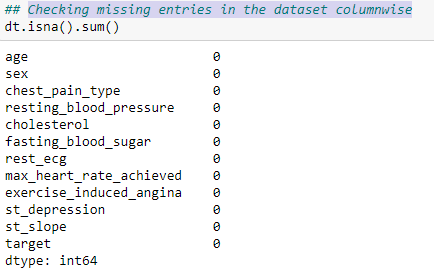 ## Checking missing entries in the dataset columnwise
dt.isna().sum()
age 0
sex 0
chest_pain_type 0
resting_blood_pressure 0
cholesterol 0
fasting_blood_sugar 0
rest_ecg 0
max_heart_rate_achieved 0
exercise_induced_angina 0
st_depression 0
st_slope 0
target 0
dtype: int64